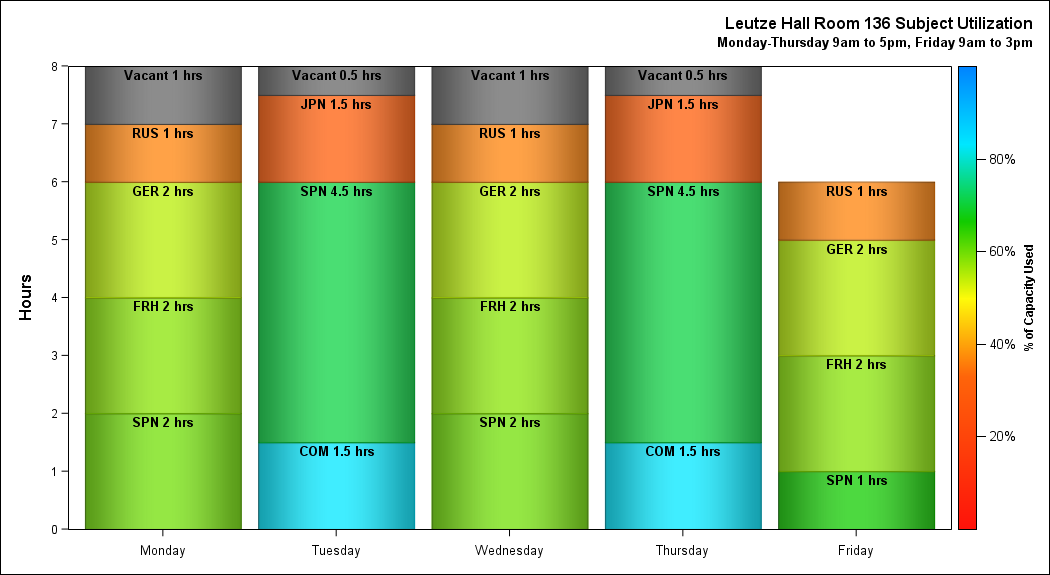 Leutze Hall Room 136 Subject Utilization
Monday-Thursday 9am to 5pm, Friday 9am to 3pm
Hours
8
7
6
5
4
3
2
1
0
Vacant 1 hrs
RUS 1 hrs
GER 2 hrs
FRH 2 hrs
SPN 2 hrs
Vacant 0.5 hrs
JPN 1.5 hrs
SPN 4.5 hrs
COM 1.5 hrs
Vacant 1 hrs
RUS 1 hrs
GER 2 hrs
FRH 2 hrs
SPN 2 hrs
Vacant 0.5 hrs
JPN 1.5 hrs
SPN 4.5 hrs
COM 1.5 hrs
RUS 1 hrs
GER 2 hrs
FRH 2 hrs
SPN 1 hrs
Monday
Tuesday
Wednesday
Thursday
Friday
80%
60%
40%
20%
% of Capacity Used